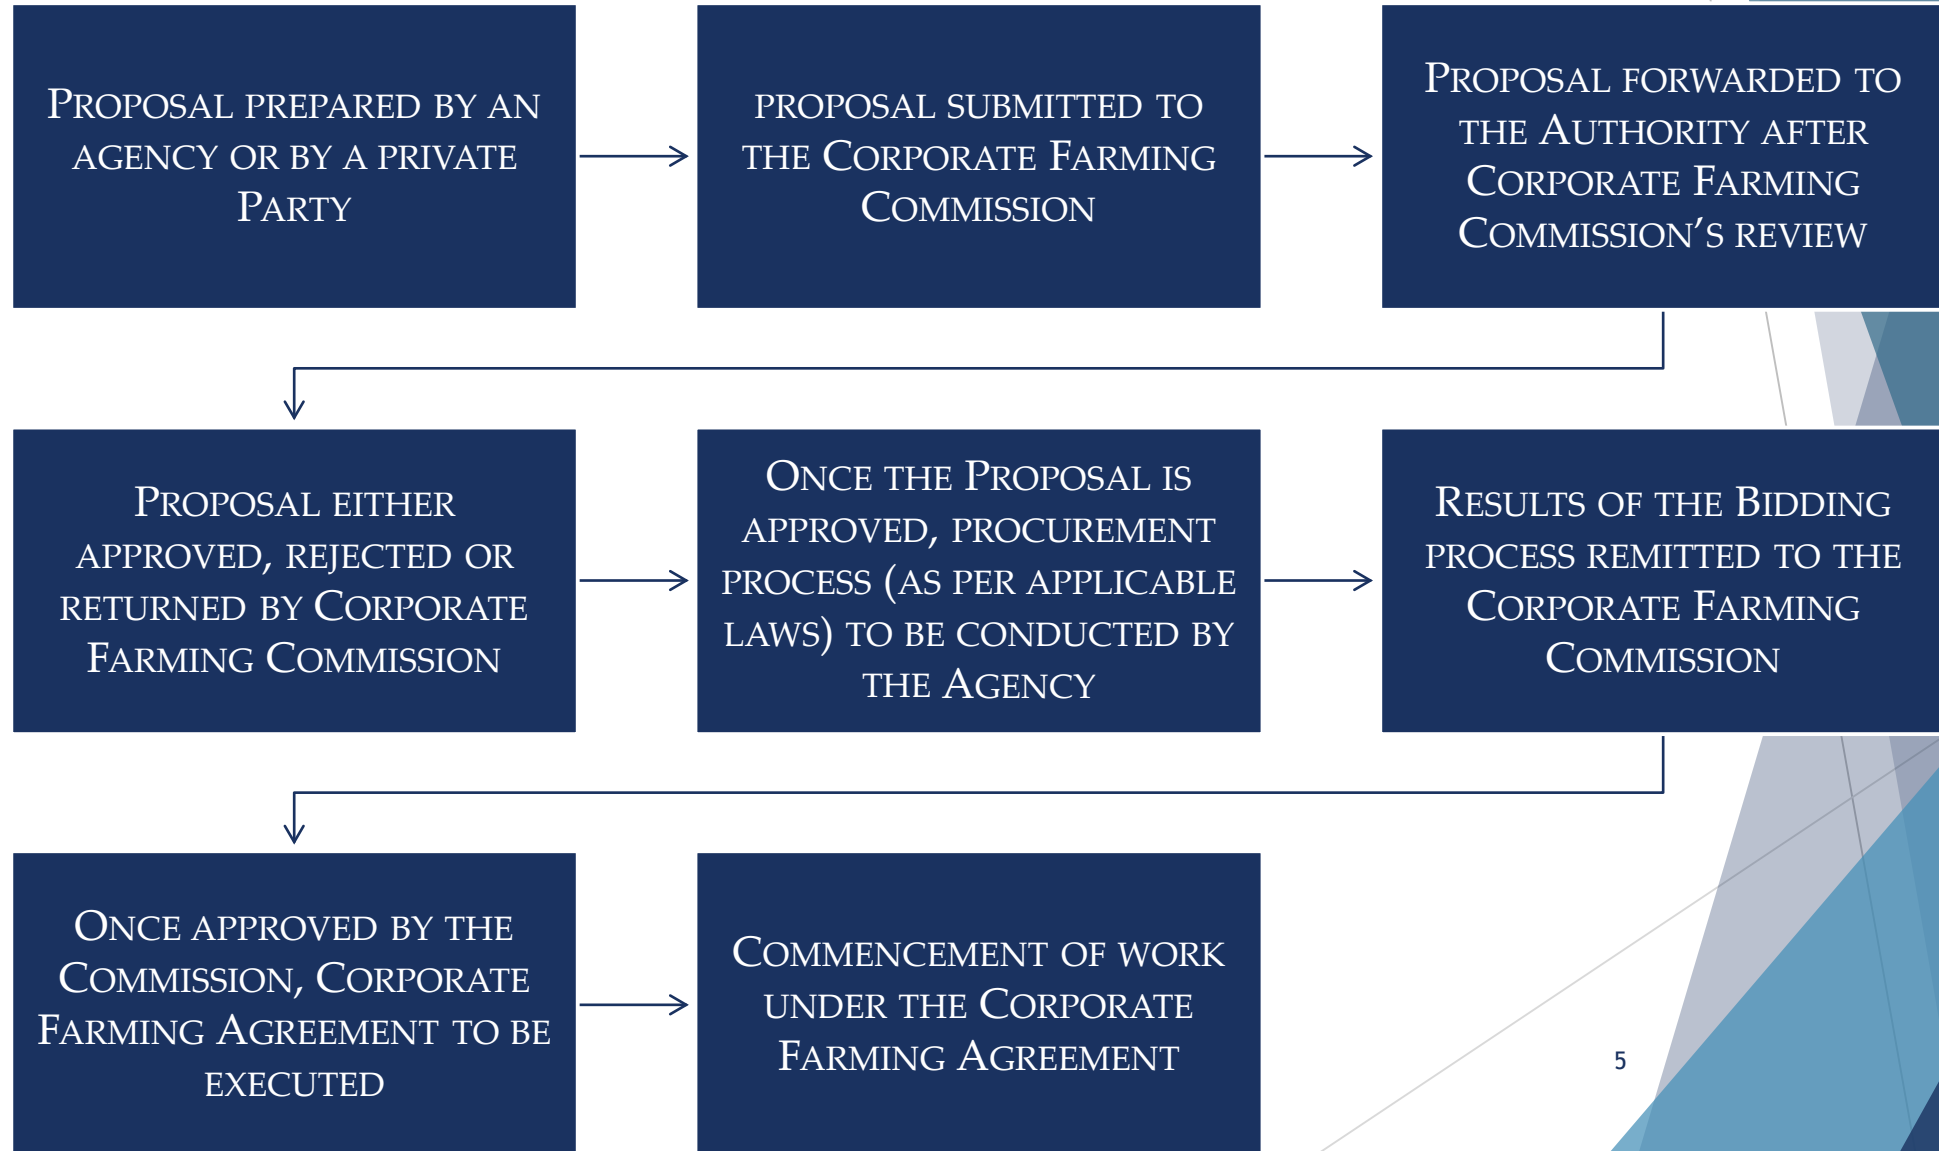 PROPOSAL PREPARED BY AN
AGENCY OR BY A PRIVATE
PARTY
PROPOSAL SUBMITTED TO
THE CORPORATE FARMING
COMMISSION
PROPOSAL FORWARDED TO
THE AUTHORITY AFTER
CORPORATE FARMING
COMMISSION’S REVIEW
PROPOSAL EITHER
APPROVED, REJECTED OR
RETURNED BY CORPORATE
FARMING COMMISSION
ONCE THE PROPOSAL IS
APPROVED, PROCUREMENT
PROCESS (AS PER APPLICABLE
LAWS) TO BE CONDUCTED BY
THE AGENCY
RESULTS OF THE BIDDING
PROCESS REMITTED TO THE
CORPORATE FARMING
COMMISSION
ONCE APPROVED BY THE
COMMISSION, CORPORATE
FARMING AGREEMENT TO BE
EXECUTED
COMMENCEMENT OF WORK
UNDER THE CORPORATE
FARMING AGREEMENT
5